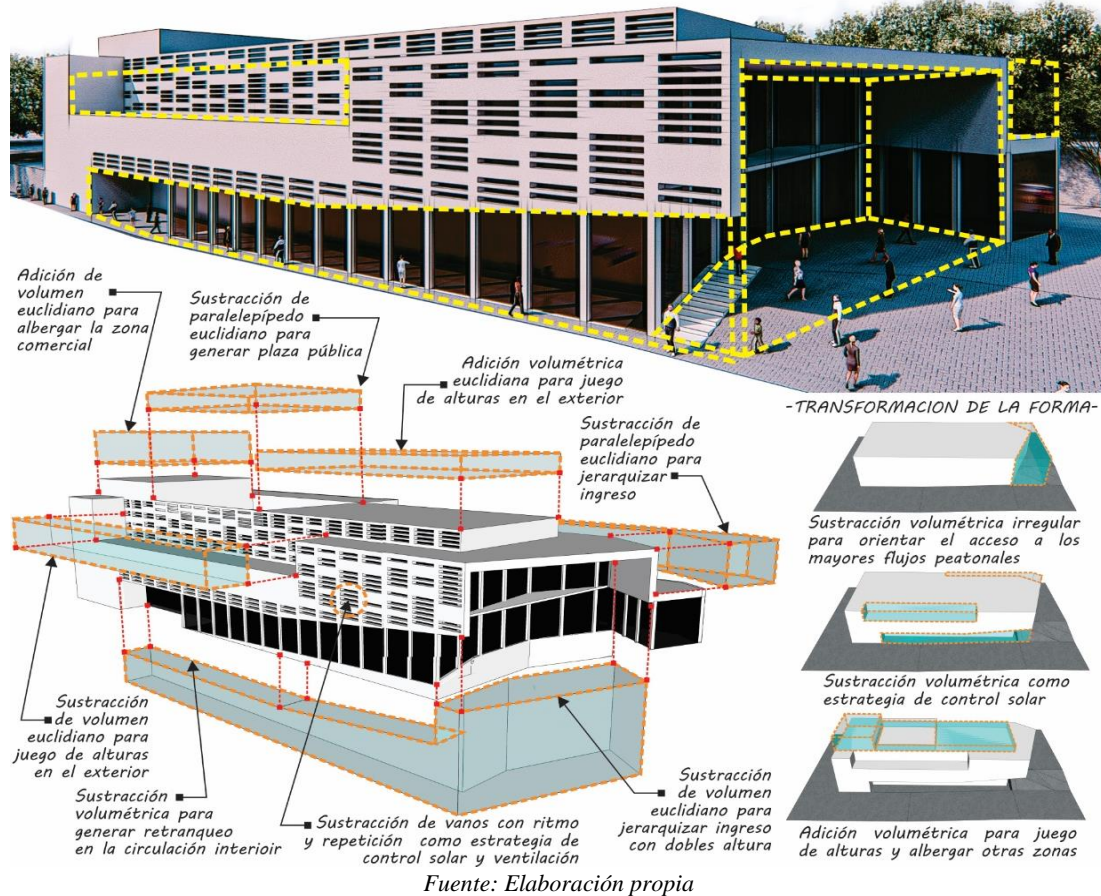 Adición de
volumen
euclidiano para
albergar la zona
comercial
Sustracción de
paralelepípedo
euclidiano para
generar plaza pública
Adición volumétrica
euclidiana para juego
de alturas en el exterior
Sustracción de
paralelepípedo
euclidiano para
jerarquizar
ingreso
-TRANSFORMACION DE LA FORMA-
Sustracción volumétrica irregular
para orientar el acceso a los
mayores flujos peatonales
Sustracción volumétrica como
estrategia de control solar
Adición volumétrica para juego
de alturas y albergar otras zonas
Sustracción
de volumen
euclidiano para
juego de alturas
en el exterior
Sustracción
volumétrica para
generar retranqueo
en la circulación interioir
Sustracción de vanos con ritmo
y repetición como estrategia de
control solar y ventilación
Sustracción
de volumen
euclidiano para
jerarquizar ingreso
con dobles altura
Fuente: Elaboración propia